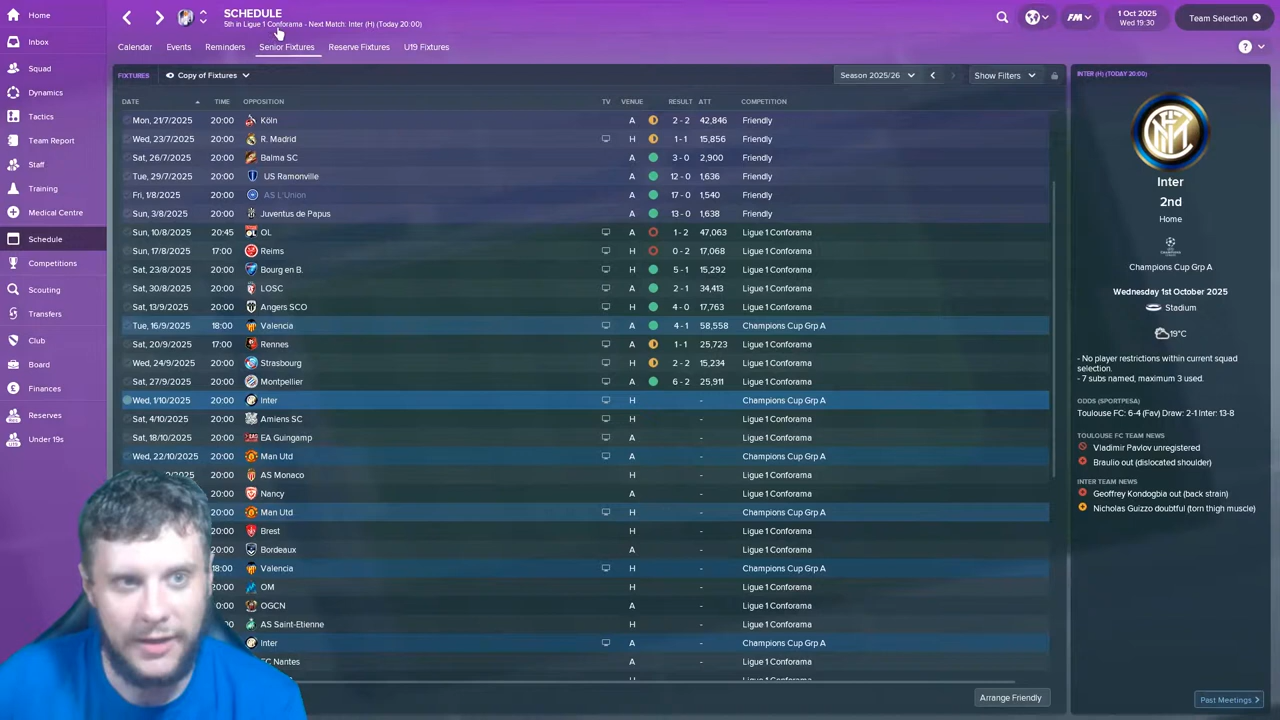 SCHEDULE
5th in Ligue 1 Conforama - Next Match: Inter (H) (Today 20:00)
FM
1 Oct 2025
Wed 19:30
Team Selection
Calendar Events Reminders Senior Fixtures Reserve Fixtures U19 Fixtures
?
Home
Inbox
Squad
Dynamics
Tactics
Team Report
Staff
Training
Medical Centre
Schedule
Competitions
Scouting
Transfers
Club
Board
Finances
Reserves
Under 19s
FIXTURES Copy of Fixtures Season 2025/26 Show Filters
DATE TIME OPPOSITION TV VENUE RESULT ATT COMPETITION
Mon, 21/7/2025 20:00 Köln A 2 - 2 42,846 Friendly
Wed, 23/7/2025 20:00 R. Madrid H 1 - 1 15,856 Friendly
Sat, 26/7/2025 20:00 Balma SC A 3 - 0 2,900 Friendly
Tue, 29/7/2025 20:00 US Ramonville A 12 - 0 1,636 Friendly
Fri, 1/8/2025 20:00 AS L'Union A 17 - 0 1,540 Friendly
Sun, 3/8/2025 20:00 Juventus de Papus A 13 - 0 1,638 Friendly
Sun, 10/8/2025 20:45 OL A 1 - 2 47,063 Ligue 1 Conforama
Sun, 17/8/2025 17:00 Reims H 0 - 2 17,068 Ligue 1 Conforama
Sat, 23/8/2025 20:00 Bourg en B. H 5 - 1 15,292 Ligue 1 Conforama
Sat, 30/8/2025 20:00 LOSC A 2 - 1 34,413 Ligue 1 Conforama
Sat, 13/9/2025 20:00 Angers SCO H 4 - 0 17,763 Ligue 1 Conforama
Tue, 16/9/2025 18:00 Valencia A 4 - 1 58,558 Champions Cup Grp A
Sat, 20/9/2025 17:00 Rennes A 1 - 1 25,723 Ligue 1 Conforama
Wed, 24/9/2025 20:00 Strasbourg H 2 - 2 15,234 Ligue 1 Conforama
Sat, 27/9/2025 20:00 Montpellier A 6 - 2 25,911 Ligue 1 Conforama
Wed, 1/10/2025 20:00 Inter H - Champions Cup Grp A
Sat, 4/10/2025 20:00 Amiens SC H - Ligue 1 Conforama
Sat, 18/10/2025 20:00 EA Guingamp A - Ligue 1 Conforama
Wed, 22/10/2025 20:00 Man Utd A - Champions Cup Grp A
20:00 AS Monaco H - Ligue 1 Conforama
20:00 Nancy A - Ligue 1 Conforama
20:00 Man Utd H - Champions Cup Grp A
20:00 Brest H - Ligue 1 Conforama
20:00 Bordeaux A - Ligue 1 Conforama
18:00 Valencia H - Champions Cup Grp A
20:00 OM H - Ligue 1 Conforama
0:00 OGCN A - Ligue 1 Conforama
AS Saint-Etienne H - Ligue 1 Conforama
Inter A - Champions Cup Grp A
FC Nantes A - Ligue 1 Conforama
Arrange Friendly
INTER (H) (TODAY 20:00)
Inter
2nd
Home
Champions Cup Grp A
Wednesday 1st October 2025
Stadium
19°C
- No player restrictions within current squad
selection.
- 7 subs named, maximum 3 used.
ODDS (SPORTPESA)
Toulouse FC: 6-4 (Fav) Draw: 2-1 Inter: 13-8
TOULOUSE FC TEAM NEWS
Vladimir Pavlov unregistered
Braulio out (dislocated shoulder)
INTER TEAM NEWS
Geoffrey Kondogbia out (back strain)
Nicholas Guizzo doubtful (torn thigh muscle)
Past Meetings